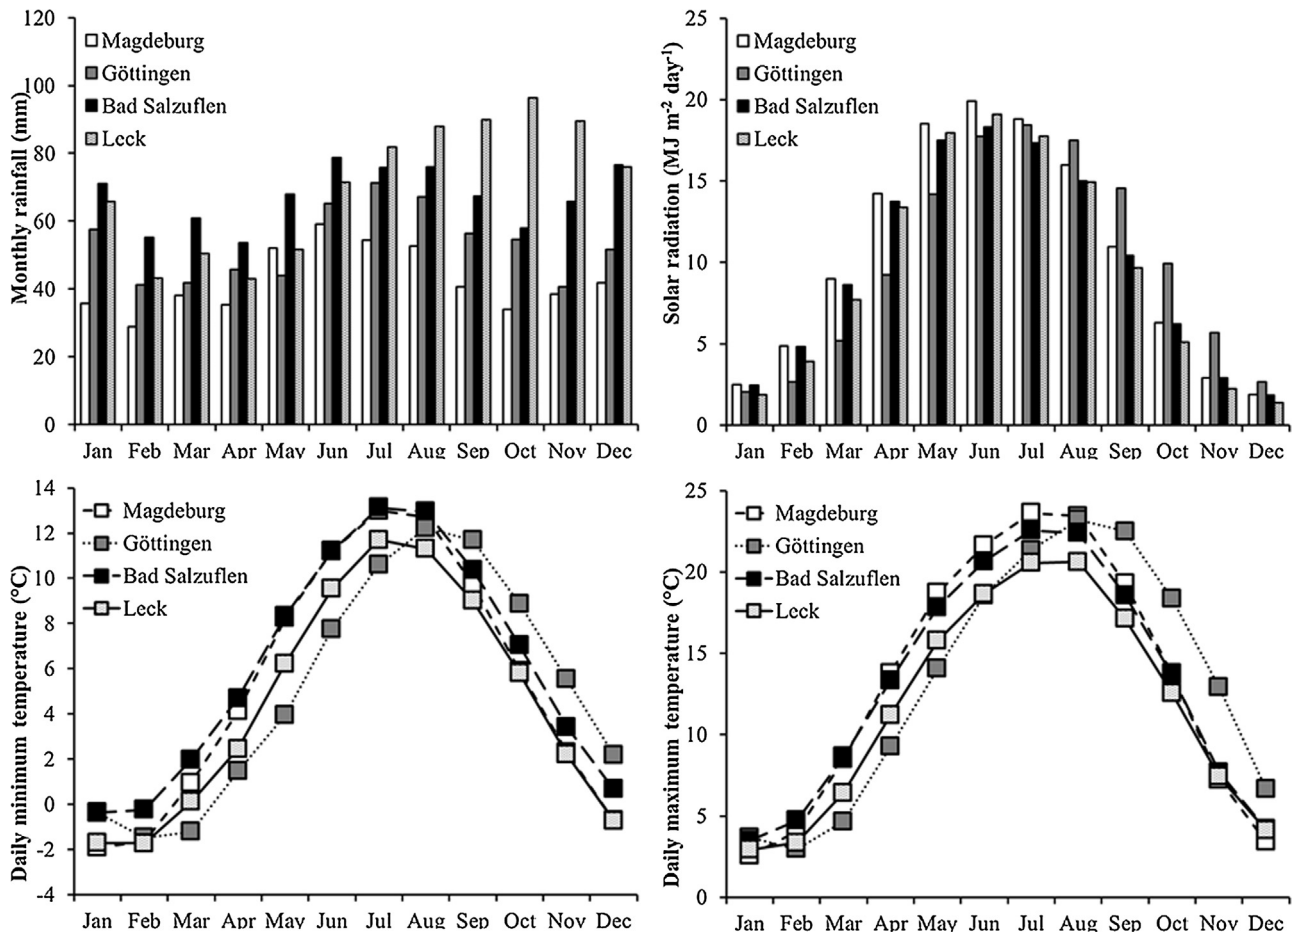 Monthly rainfall (mm)
120
100
80
60
40
20
0
Magdeburg
Göttingen
Bad Salzuflen
Leck
Jan Feb Mar Apr May Jun Jul Aug Sep Oct Nov Dec
Solar radiation (MJ m-2 day-1)
25
20
15
10
5
0
Magdeburg
Göttingen
Bad Salzuflen
Leck
Jan Feb Mar Apr May Jun Jul Aug Sep Oct Nov Dec
Daily minimum temperature (°C)
14
12
10
8
6
4
2
0
-2
-4
Magdeburg
Göttingen
Bad Salzuflen
Leck
Jan Feb Mar Apr May Jun Jul Aug Sep Oct Nov Dec
Daily maximum temperature (°C)
25
20
15
10
5
0
Magdeburg
Göttingen
Bad Salzuflen
Leck
Jan Feb Mar Apr May Jun Jul Aug Sep Oct Nov Dec